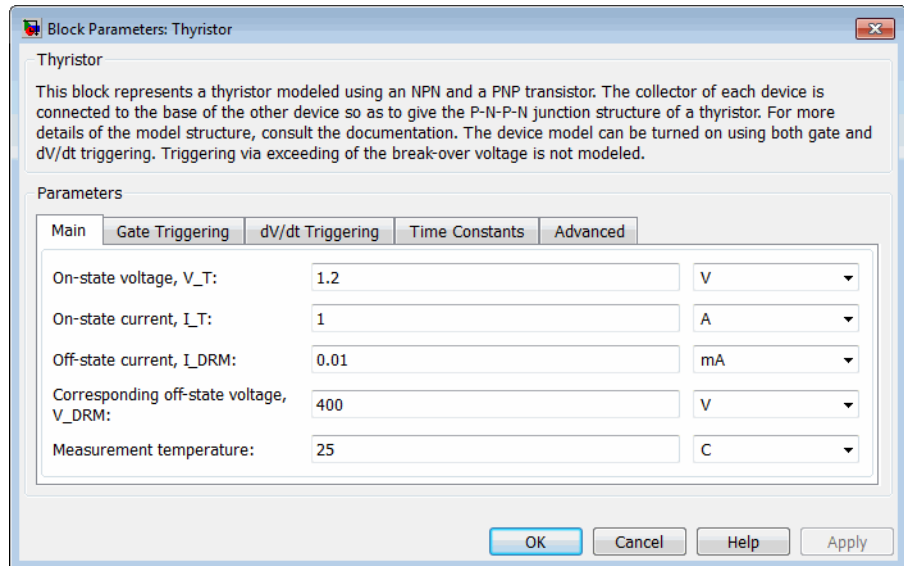 Block Parameters: Thyristor
Thyristor
This block represents a thyristor modeled using an NPN and a PNP transistor. The collector of each device is
connected to the base of the other device so as to give the P-N-P-N junction structure of a thyristor. For more
details of the model structure, consult the documentation. The device model can be turned on using both gate and
dV/dt triggering. Triggering via exceeding of the break-over voltage is not modeled.
Parameters
Main Gate Triggering dV/dt Triggering Time Constants Advanced
On-state voltage, V_T: 1.2 V
On-state current, I_T: 1 A
Off-state current, I_DRM: 0.01 mA
Corresponding off-state voltage,
V_DRM: 400 V
Measurement temperature: 25 C
OK Cancel Help Apply